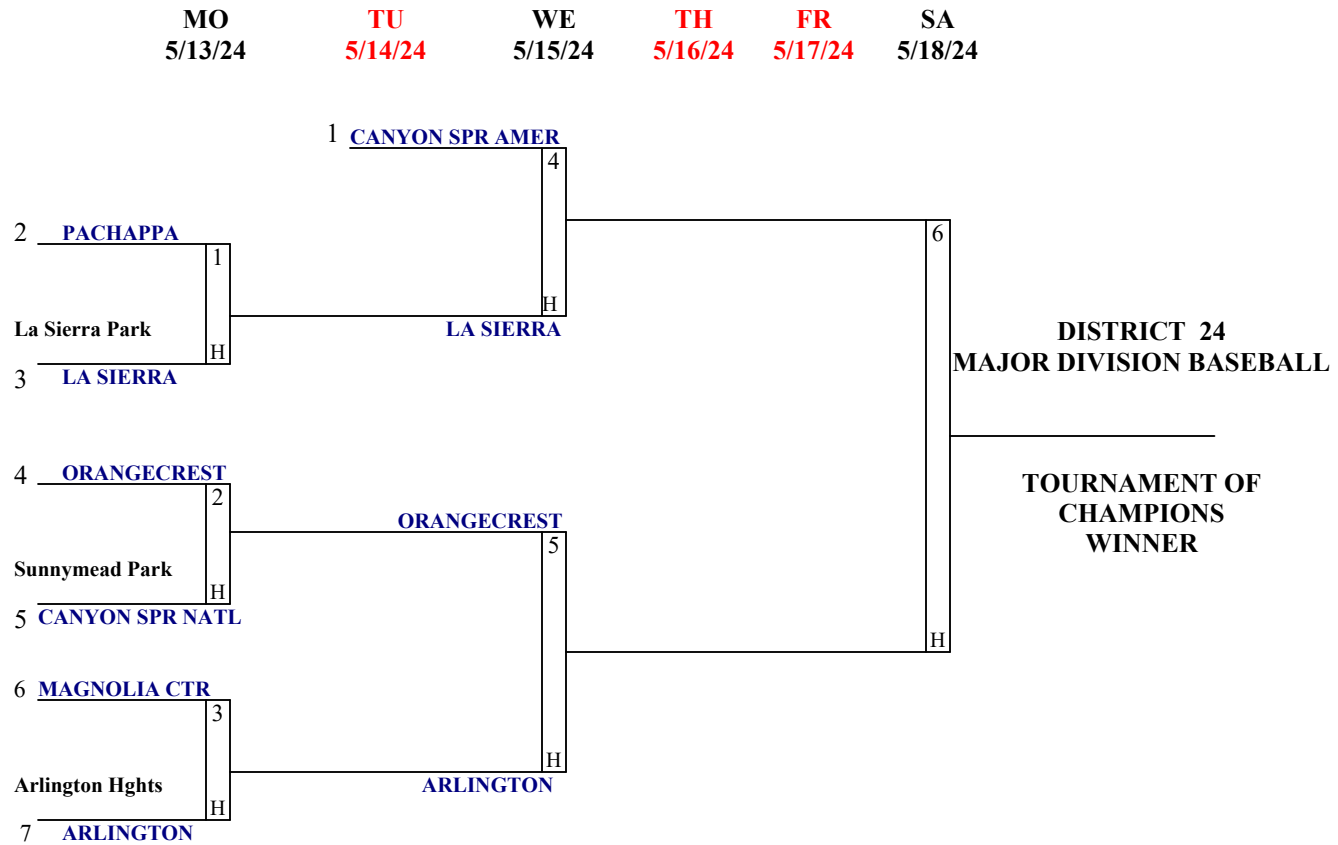 MO TU WE TH FR SA
5/13/24 5/14/24 5/15/24 5/16/24 5/17/24 5/18/24
1 CANYON SPR AMER
4
2 PACHAPPA
6
1
H
La Sierra Park
LA SIERRA
DISTRICT 24
H
MAJOR DIVISION BASEBALL
3 LA SIERRA
4 ORANGECREST
2
TOURNAMENT OF
CHAMPIONS
WINNER
ORANGECREST
5
Sunnymead Park
H
5 CANYON SPR NATL
H
6 MAGNOLIA CTR
3
H
Arlington Hghts
ARLINGTON
H
7 ARLINGTON